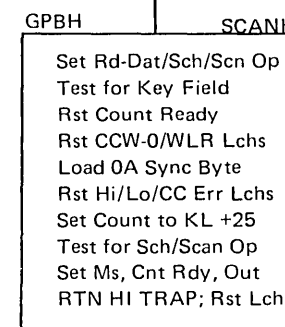 GPBH
Set Rd-Dat/Sch/Scn Op
Test for Key Field
Rst Count Ready
Rst CCW-0/WLR Lchs
Load 0A Sync Byte
Rst Hi/Lo/CC Err Lchs
Set Count to KL +25
Test for Sch/Scan Op
Set Ms, Cnt Rdy, Out
RTN HI TRAP; Rst Lch